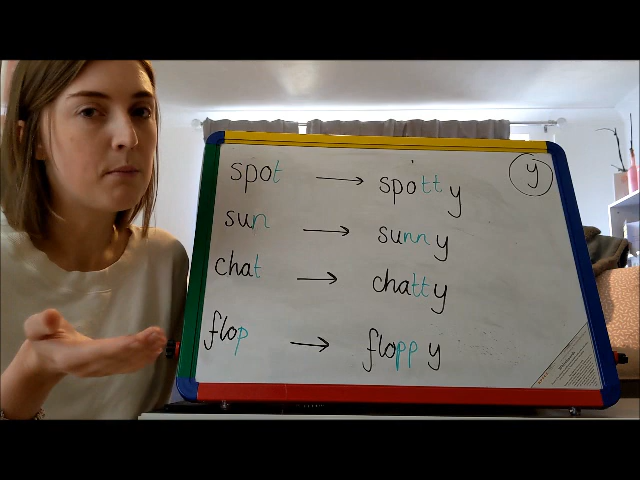 spot → spotty
y
sun → sunny
chat → chatty
flop → floppy